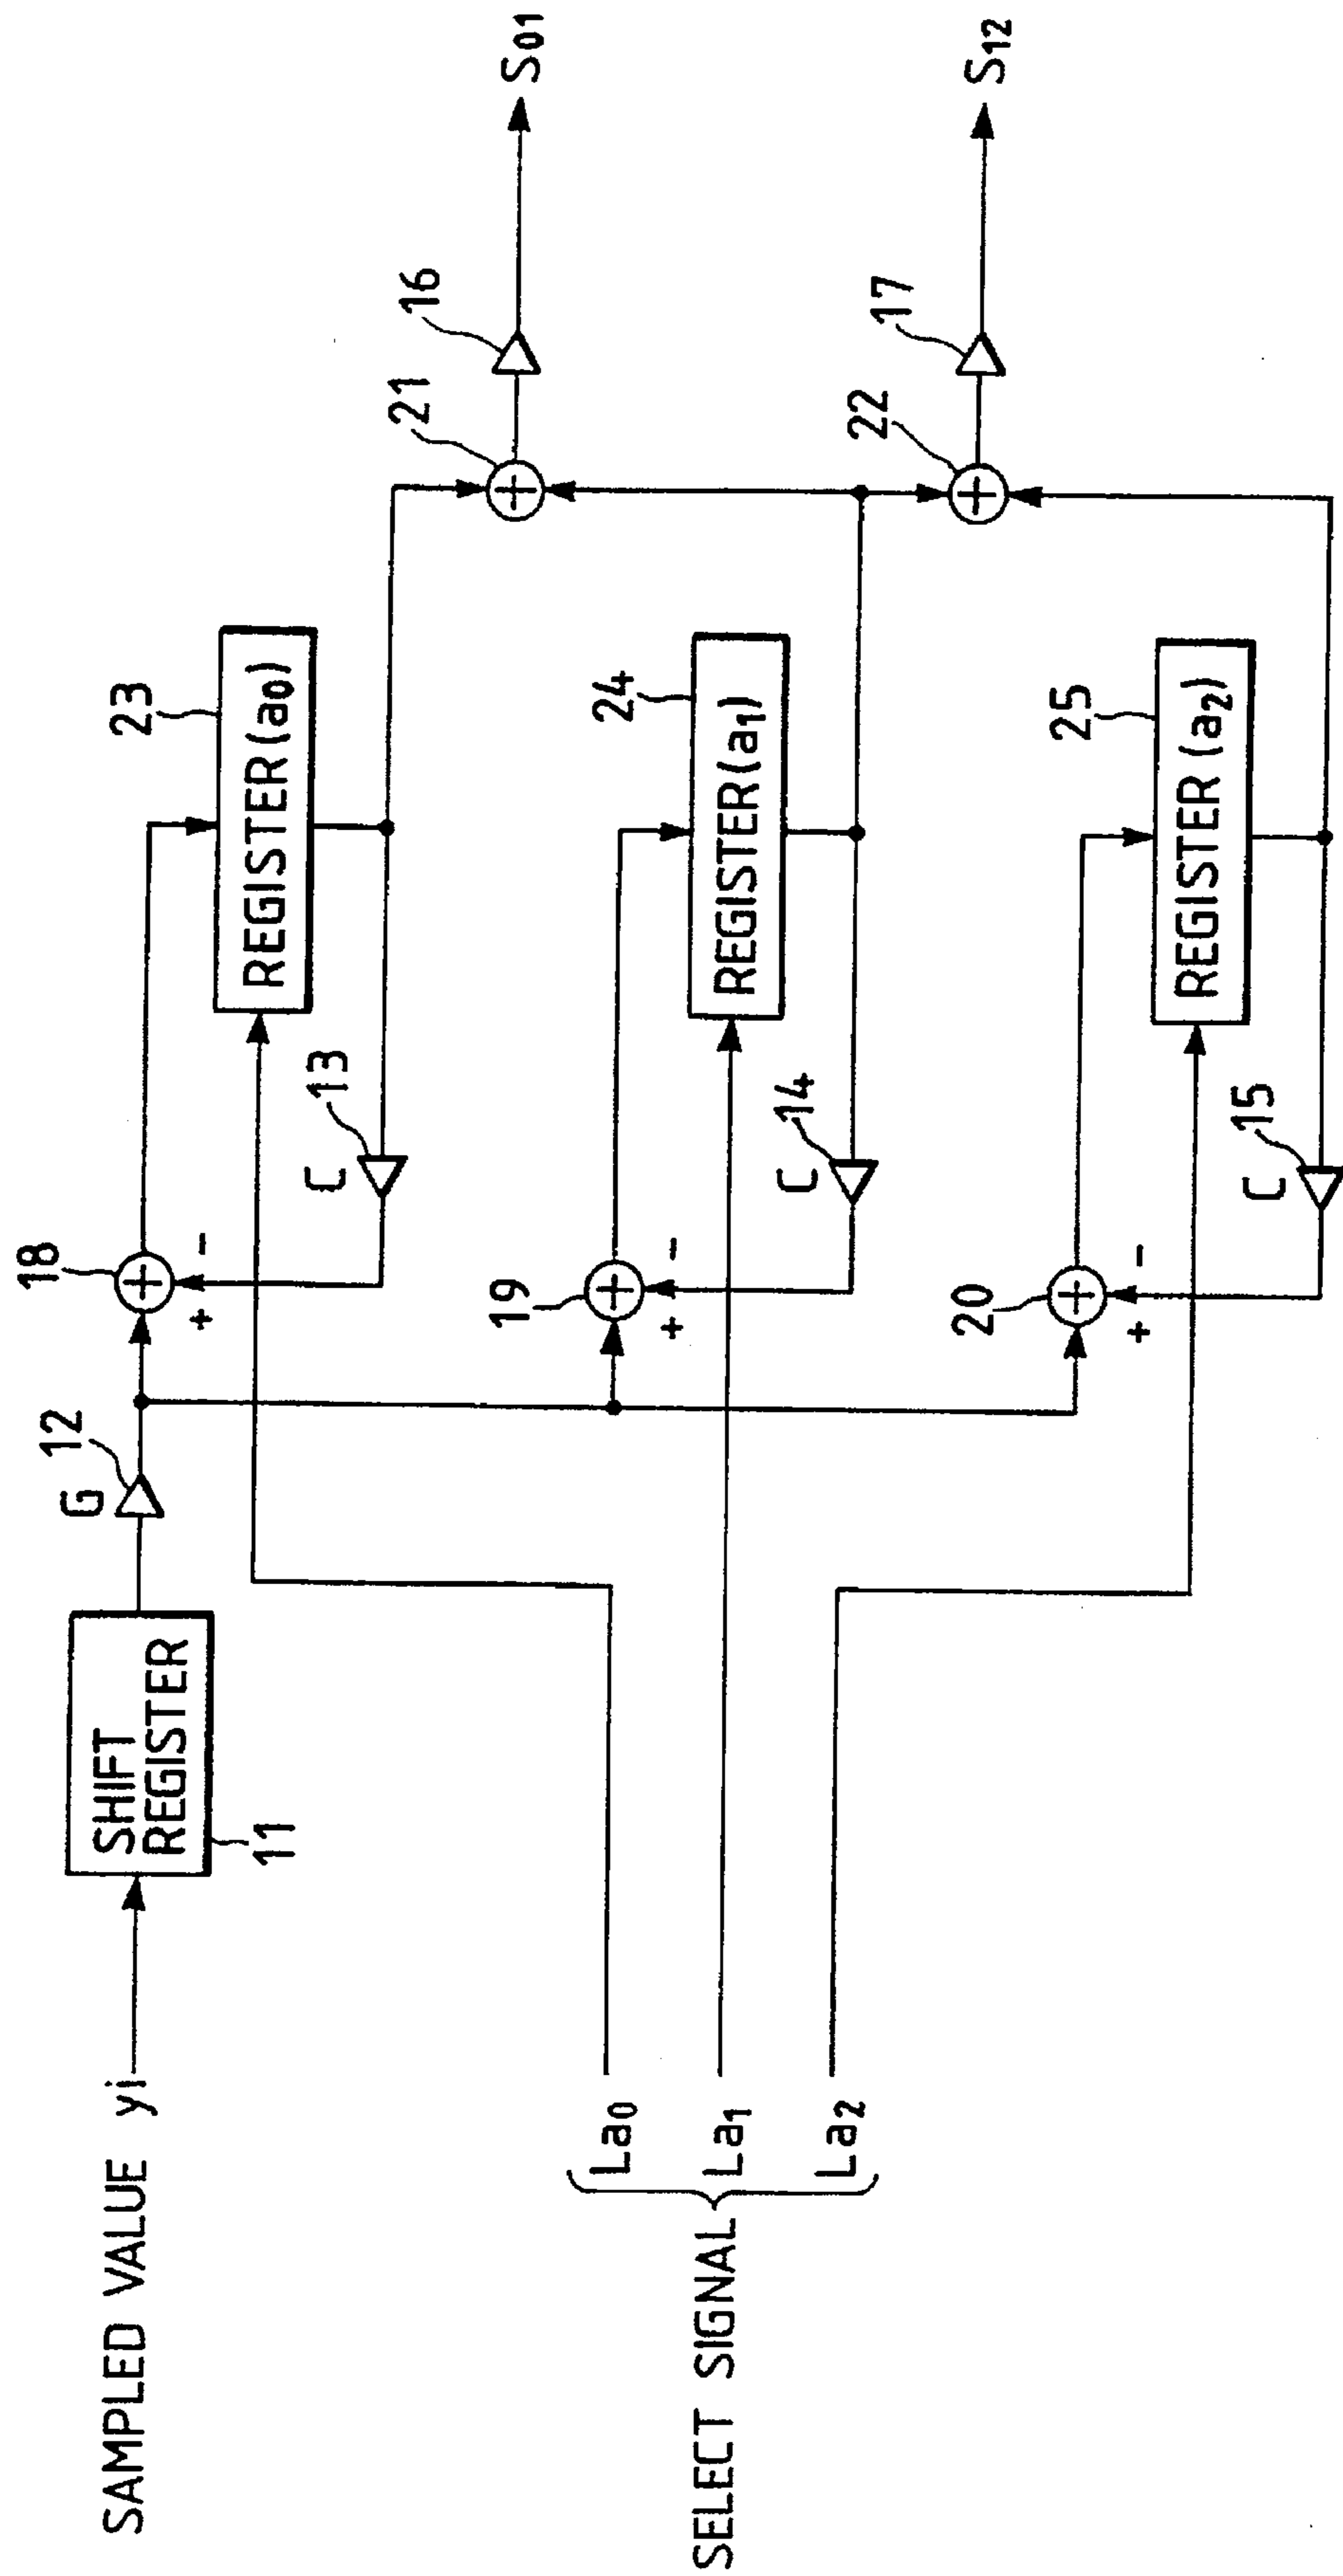 SAMPLED VALUE yi
SHIFT
REGISTER
11
G
12
18
+
-
C
13
23
REGISTER(a0)
21
16
S01
SELECT SIGNAL
La0
La1
La2
19
+
-
C
14
24
REGISTER(a1)
20
+
-
C
15
25
REGISTER (a2)
22
17
S12